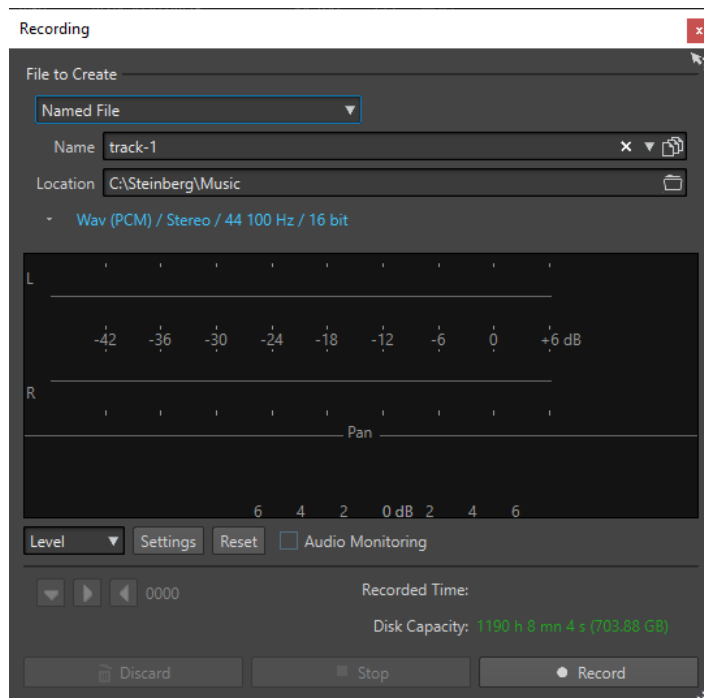 Recording
x
File to Create
Named File
Name track-1
Location C:\Steinberg\Music
Wav (PCM) / Stereo / 44 100 Hz / 16 bit
L
-42 -36 -30 -24 -18 -12 -6 0 +6 dB
R
Pan
6 4 2 0 dB 2 4 6
Level Settings Reset Audio Monitoring
0000 Recorded Time:
Disk Capacity: 1190 h 8 mn 4 s (703.88 GB)
Discard Stop Record